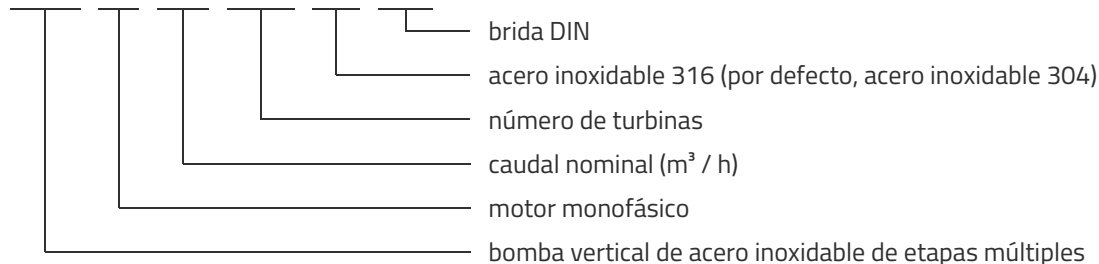 brida DIN
acero inoxidable 316 (por defecto, acero inoxidable 304)
número de turbinas
caudal nominal (m³ / h)
motor monofásico
bomba vertical de acero inoxidable de etapas múltiples